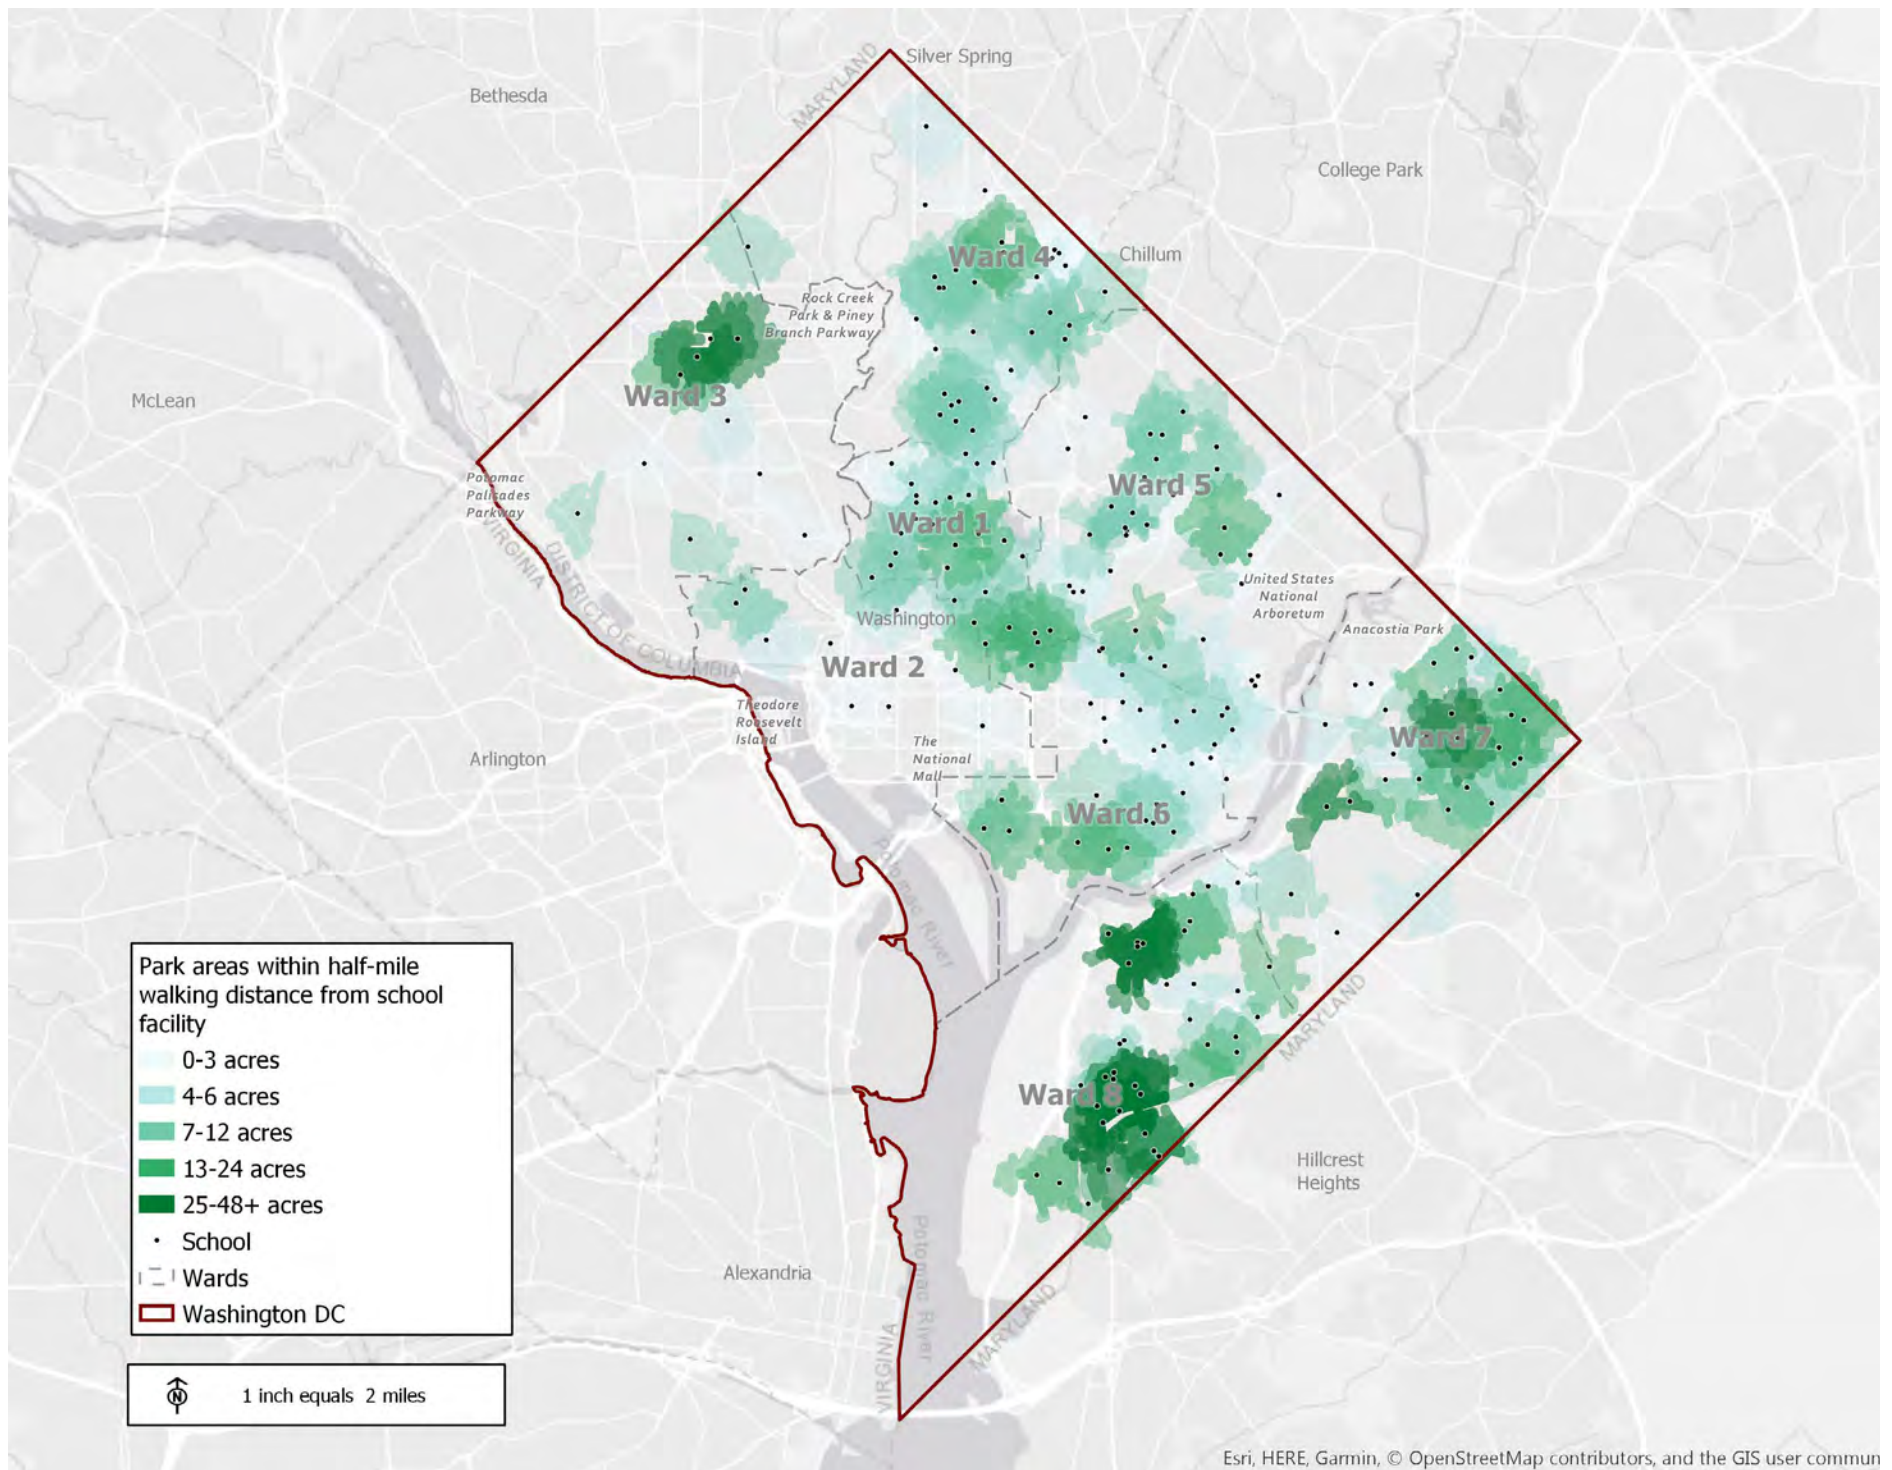 Silver Spring
MARYLAND
Bethesda
College Park
Ward 4
Chillum
Rock Creek
Park & Piney
Branch Parkway
McLean
Ward 3
Potomac
Palisades
Parkway
VIRGINIA
DISTRICT OF COLUMBIA
Ward 5
Ward 1
United States
National
Arboretum
Washington
Anacostia Park
Ward 2
Theodore
Roosevelt
Island
The
National
Mall
Ward 7
Arlington
Ward 6
Potomac River
MARYLAND
Ward 8
Hillcrest
Heights
Alexandria
Potomac River
VIRGINIA
MARYLAND
Park areas within half-mile
walking distance from school
facility
0-3 acres
4-6 acres
7-12 acres
13-24 acres
25-48+ acres
School
Wards
Washington DC
N
1 inch equals 2 miles
Esri, HERE, Garmin, © OpenStreetMap contributors, and the GIS user commun